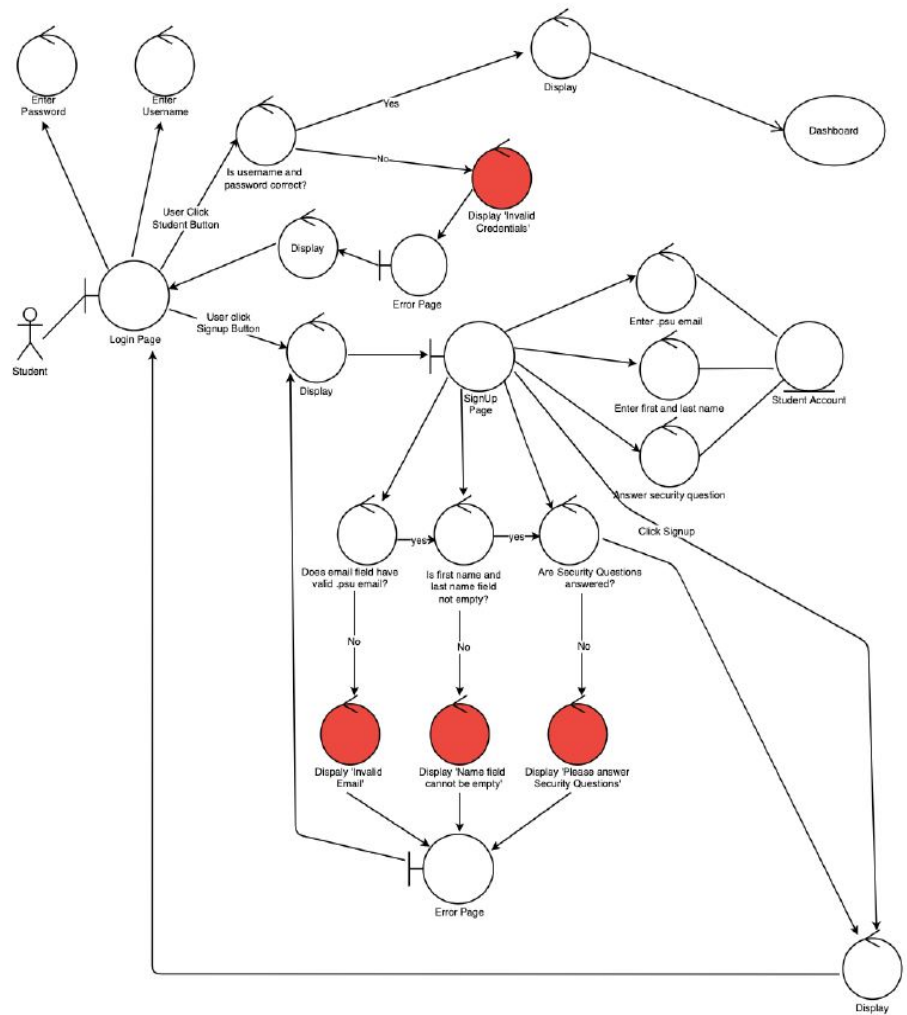 Enter
Password
Enter
Username
Display
Yes
Dashboard
Is username and
password correct?
No
Display 'Invalid
Credentials'
User Click
Student Button
Display
Error Page
Student
Login Page
User click
Signup Button
Display
SignUp
Page
Enter .psu email
Enter first and last name
Student Account
Answer security question
Click Signup
Does email field have
valid .psu email?
yes
Is first name and
last name field
not empty?
yes
Are Security Questions
answered?
No
No
No
Dispaly 'Invalid
Email'
Display 'Name field
cannot be empty'
Display 'Please answer
Security Questions'
Error Page
Display